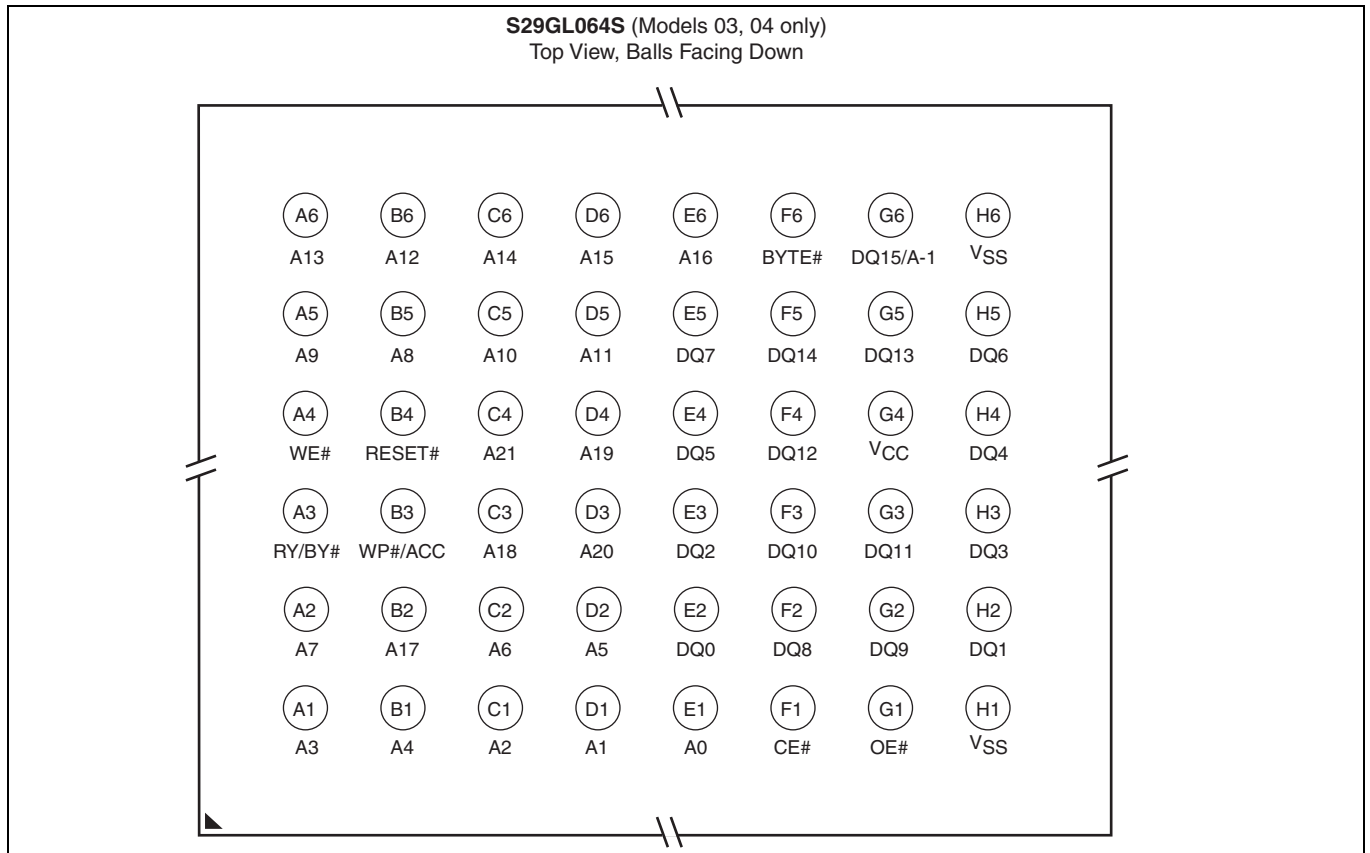 S29GL064S (Models 03, 04 only)
Top View, Balls Facing Down
A6 B6 C6 D6 E6 F6 G6 H6
A13 A12 A14 A15 A16 BYTE# DQ15/A-1 VSS
A5 B5 C5 D5 E5 F5 G5 H5
A9 A8 A10 A11 DQ7 DQ14 DQ13 DQ6
A4 B4 C4 D4 E4 F4 G4 H4
WE# RESET# A21 A19 DQ5 DQ12 VCC DQ4
A3 B3 C3 D3 E3 F3 G3 H3
RY/BY# WP#/ACC A18 A20 DQ2 DQ10 DQ11 DQ3
A2 B2 C2 D2 E2 F2 G2 H2
A7 A17 A6 A5 DQ0 DQ8 DQ9 DQ1
A1 B1 C1 D1 E1 F1 G1 H1
A3 A4 A2 A1 A0 CE# OE# VSS